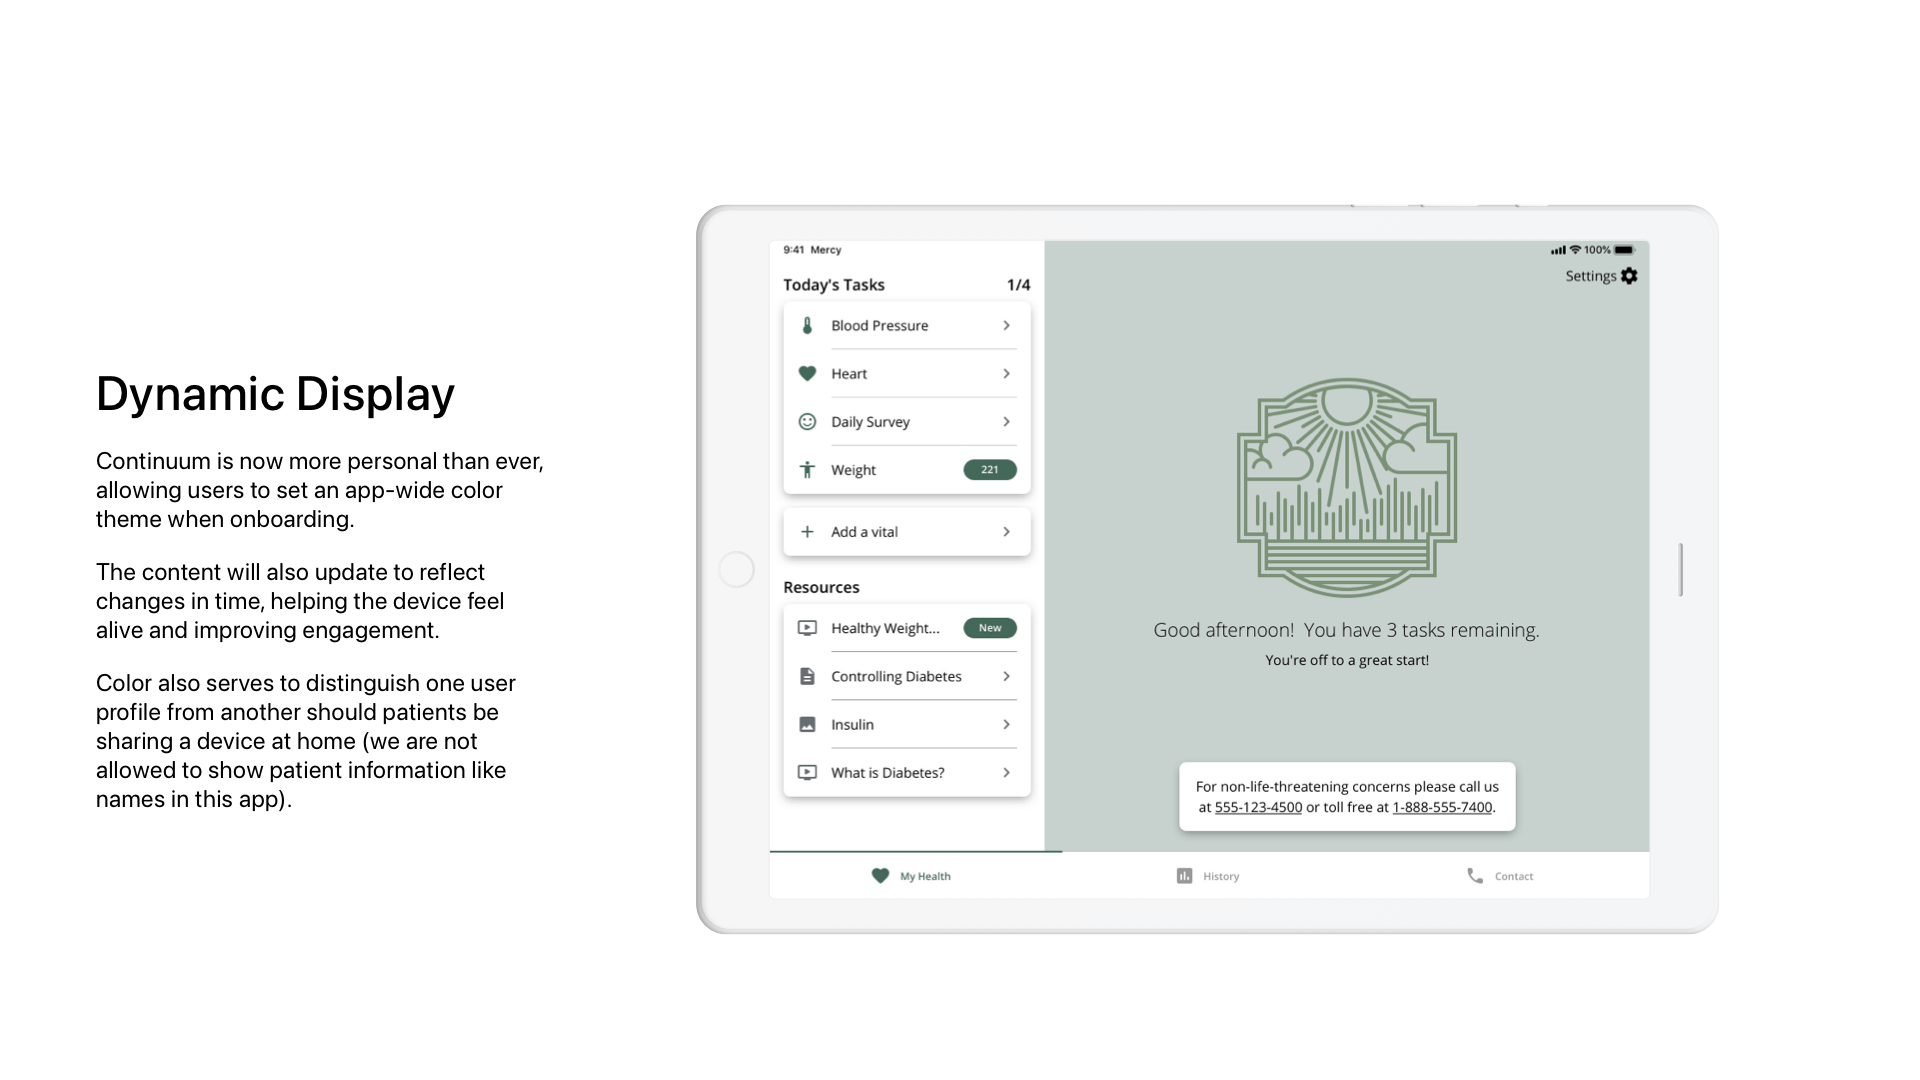 Dynamic Display
Continuum is now more personal than ever,
allowing users to set an app-wide color
theme when onboarding.
The content will also update to reflect
changes in time, helping the device feel
alive and improving engagement.
Color also serves to distinguish one user
profile from another should patients be
sharing a device at home (we are not
allowed to show patient information like
names in this app).
9:41 Mercy
100%
Settings
Today's Tasks 1/4
Blood Pressure
Heart
Daily Survey
Weight 221
Add a vital
Resources
Healthy Weight... New
Controlling Diabetes
Insulin
What is Diabetes?
Good afternoon! You have 3 tasks remaining.
You're off to a great start!
For non-life-threatening concerns please call us
at 555-123-4500 or toll free at 1-888-555-7400.
My Health
History
Contact